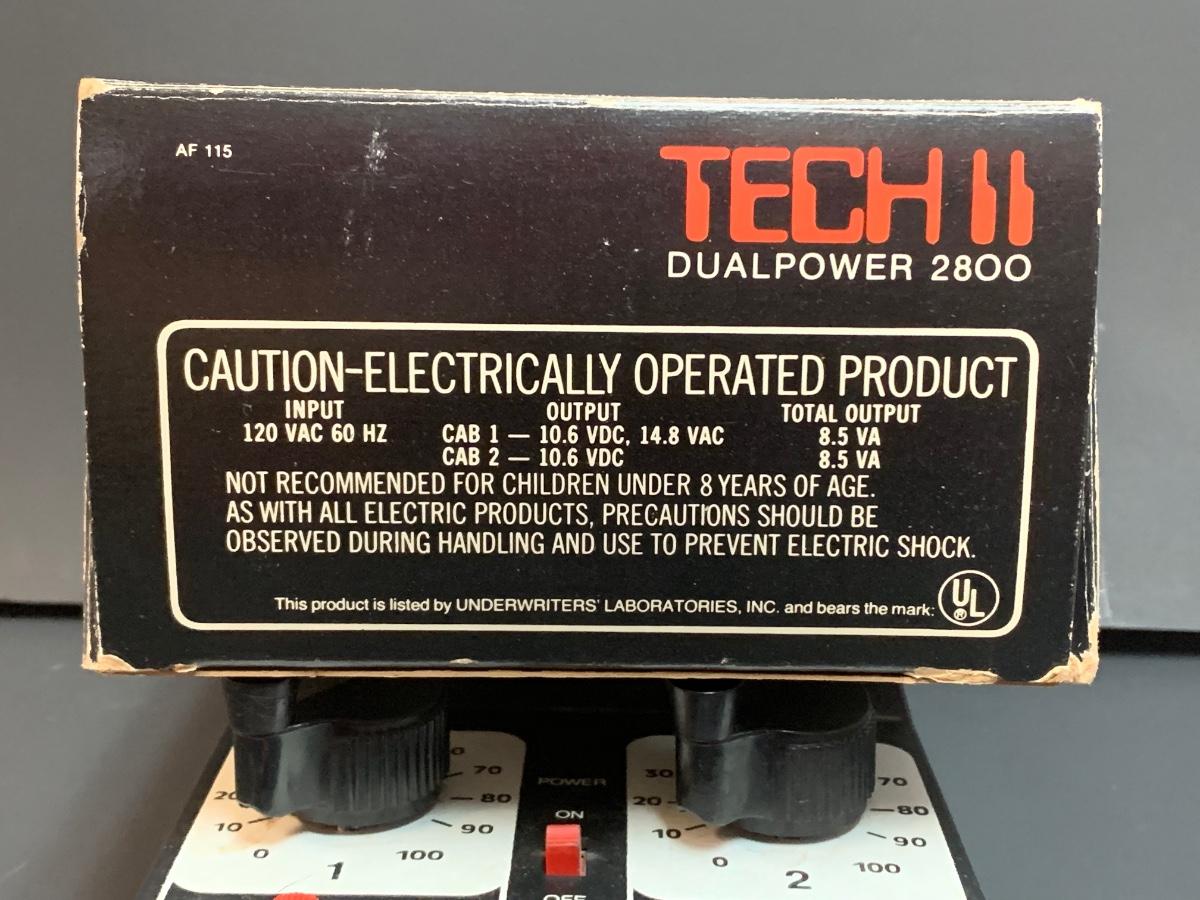 AF 115
TECH II
DUALPOWER 2800
CAUTION-ELECTRICALLY OPERATED PRODUCT
INPUT OUTPUT TOTAL OUTPUT
120 VAC 60 HZ CAB 1 — 10.6 VDC, 14.8 VAC 8.5 VA
CAB 2 — 10.6 VDC 8.5 VA
NOT RECOMMENDED FOR CHILDREN UNDER 8 YEARS OF AGE.
AS WITH ALL ELECTRIC PRODUCTS, PRECAUTIONS SHOULD BE
OBSERVED DURING HANDLING AND USE TO PREVENT ELECTRIC SHOCK.
This product is listed by UNDERWRITERS' LABORATORIES, INC. and bears the mark: UL ®
70 POWER 30 70
80 ON 20 80
10 90 10 90
0 100 0 100
1 OFF 2